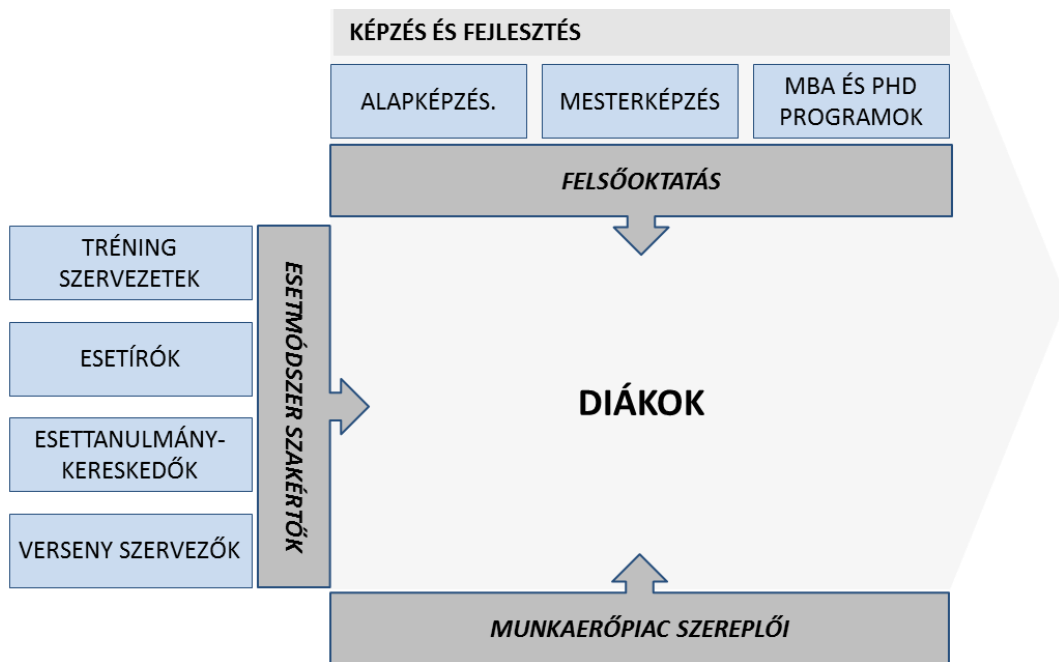 KÉPZÉS ÉS FEJLESZTÉS
ALAPKÉPZÉS.
MESTERKÉPZÉS
MBA ÉS PHD
PROGRAMOK
FELSŐOKTATÁS
TRÉNING
SZERVEZETEK
ESETÍRÓK
ESETTANULMÁNY-
KERESKEDŐK
VERSENY SZERVEZŐK
ESETMÓDSZER SZAKÉRTŐK
DIÁKOK
MUNKAERŐPIAC SZEREPLŐI